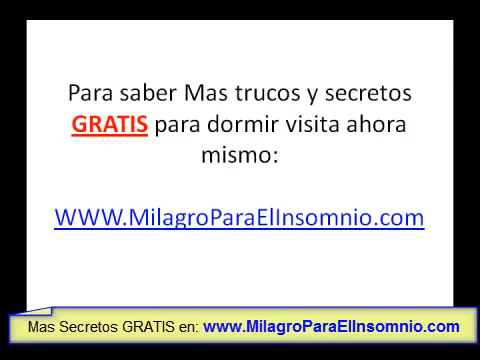 Para saber Mas trucos y secretos
GRATIS para dormir visita ahora
mismo:
WWW.MilagroParaElInsomnio.com
Mas Secretos GRATIS en: www.MilagroParaElInsomnio.com